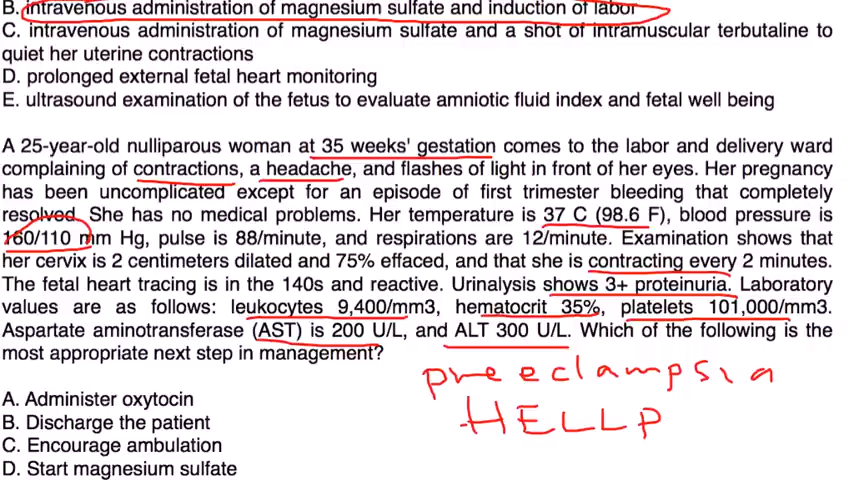 B. intravenous administration of magnesium sulfate and induction of labor
C. intravenous administration of magnesium sulfate and a shot of intramuscular terbutaline to
quiet her uterine contractions
D. prolonged external fetal heart monitoring
E. ultrasound examination of the fetus to evaluate amniotic fluid index and fetal well being
A 25-year-old nulliparous woman at 35 weeks' gestation comes to the labor and delivery ward
complaining of contractions, a headache, and flashes of light in front of her eyes. Her pregnancy
has been uncomplicated except for an episode of first trimester bleeding that completely
resolved. She has no medical problems. Her temperature is 37 C (98.6 F), blood pressure is
160/110 mm Hg, pulse is 88/minute, and respirations are 12/minute. Examination shows that
her cervix is 2 centimeters dilated and 75% effaced, and that she is contracting every 2 minutes.
The fetal heart tracing is in the 140s and reactive. Urinalysis shows 3+ proteinuria. Laboratory
values are as follows: leukocytes 9,400/mm3, hematocrit 35%, platelets 101,000/mm3.
Aspartate aminotransferase (AST) is 200 U/L, and ALT 300 U/L. Which of the following is the
most appropriate next step in management?
preeclampsia
HELLP
A. Administer oxytocin
B. Discharge the patient
C. Encourage ambulation
D. Start magnesium sulfate